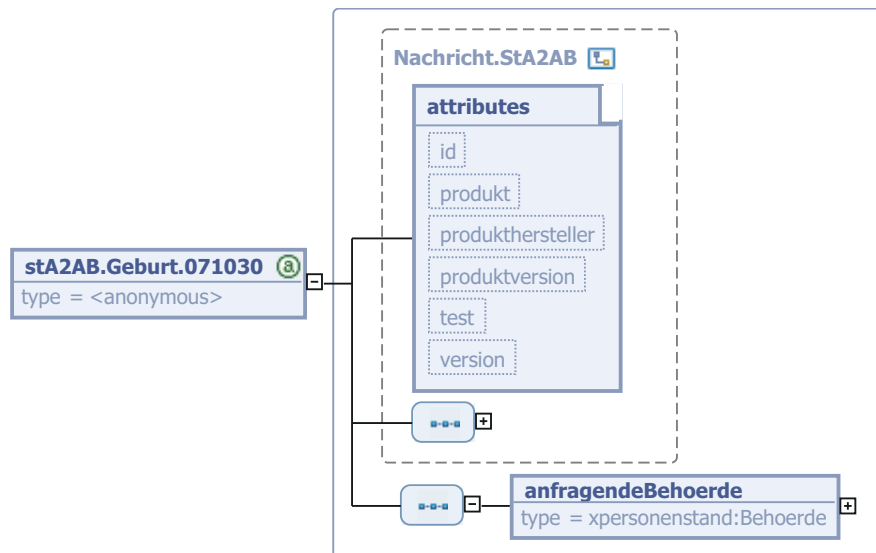 Nachricht.StA2AB
attributes
id
produkt
produkthersteller
produktversion
test
version
stA2AB.Geburt.071030 @
type = <anonymous>
anfragendeBehoerde
type = xpersonenstand:Behoerde